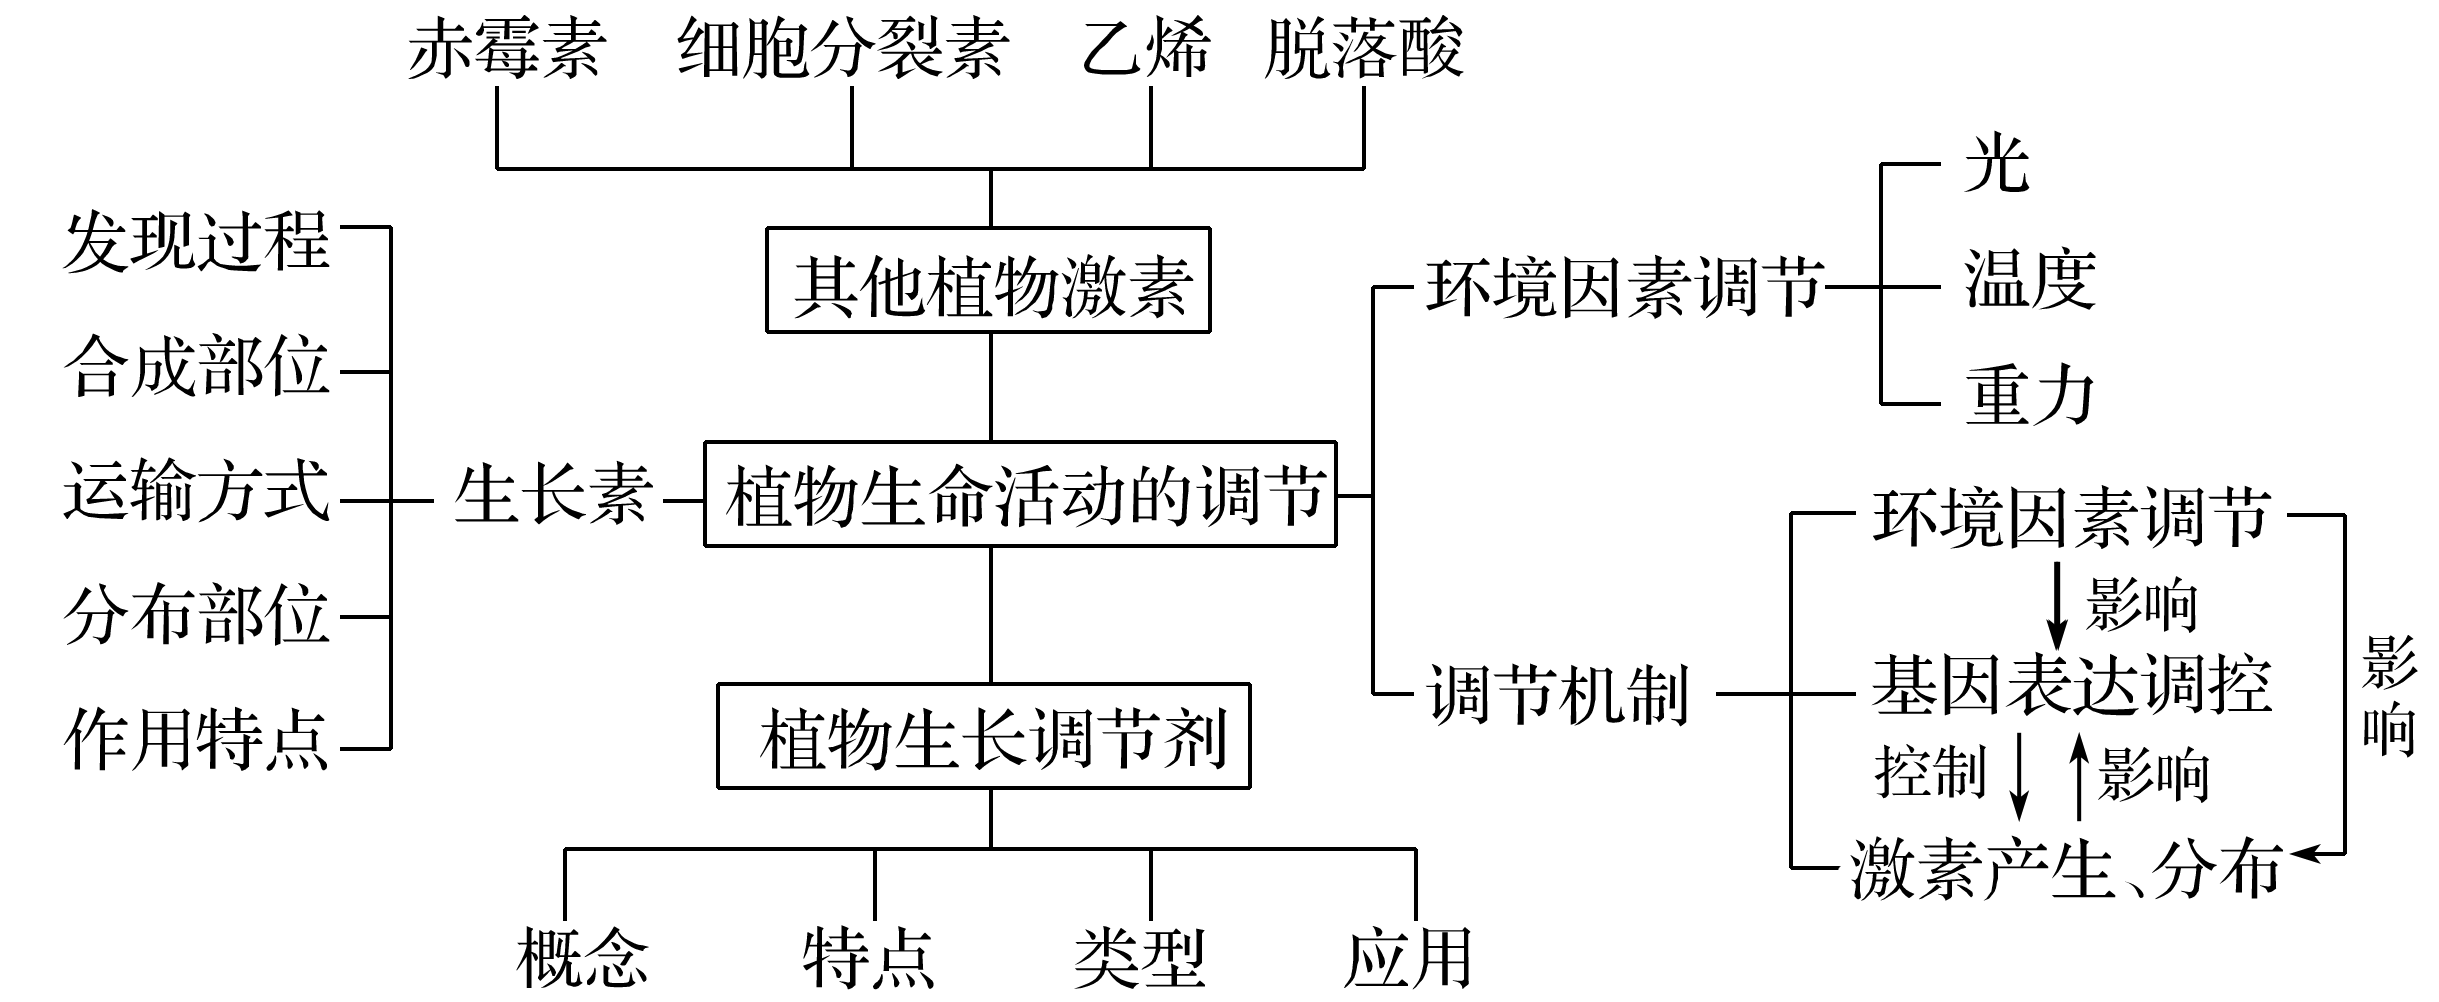 赤霉素 细胞分裂素 乙烯 脱落酸
其他植物激素
发现过程
合成部位
运输方式
分布部位
作用特点
生长素
植物生命活动的调节
植物生长调节剂
概念 特点 类型 应用
环境因素调节
光
温度
重力
调节机制
环境因素调节
影响
基因表达调控
控制 影响
激素产生、分布
影响